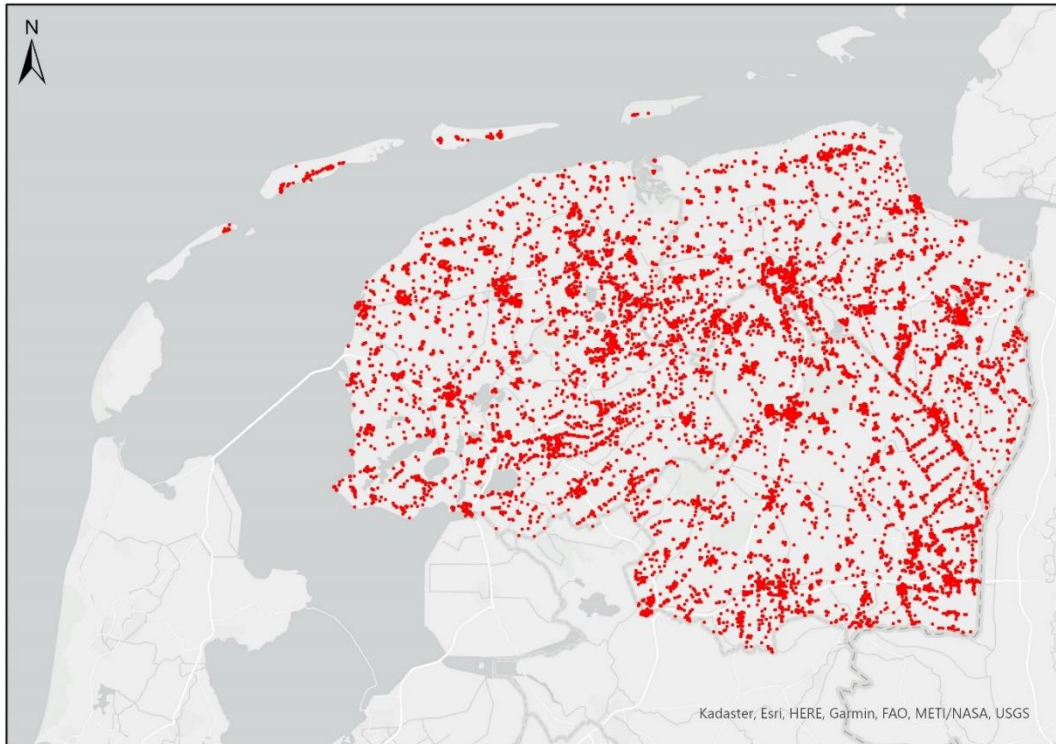 N
Kadaster, Esri, HERE, Garmin, FAO, METI/NASA, USGS